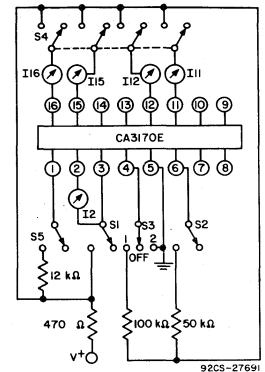 S4
I16 I15 I12 I11
16 15 14 13 12 11 10 9
CA3170E
1 2 3 4 5 6 7 8
I2
S5 S1 S3 S2
1 2
OFF
12 kΩ
470 Ω 100 kΩ 50 kΩ
V+
92CS-27691